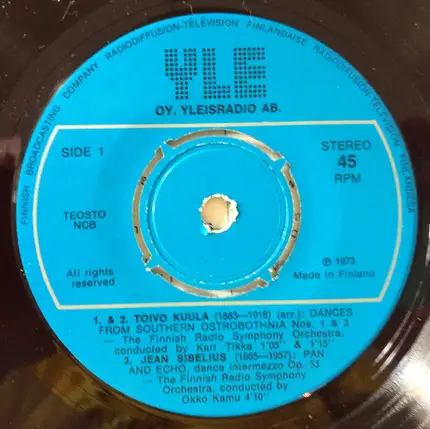 FINNISH BROADCASTING COMPANY RADIODIFFUSION-TÉLÉVISION FINLANDAISE RADIODIFUSIÓN-TELEVISIÓN FINLANDESA
YLE
OY. YLEISRADIO AB.
SIDE 1
STEREO
45
RPM
TEOSTO
NCB
All rights
reserved
℗ 1973
Made in Finland
1. & 2. TOIVO KUULA (1883—1918) (arr.): DANCES
FROM SOUTHERN OSTROBOTHNIA Nos. 1 & 3
— The Finnish Radio Symphony Orchestra,
conducted by Kari Tikka 1'05" & 1'15"
3. JEAN SIBELIUS (1865—1957): PAN
AND ECHO, dance intermezzo Op. 53
— The Finnish Radio Symphony
Orchestra, conducted by
Okko Kamu 4'10"